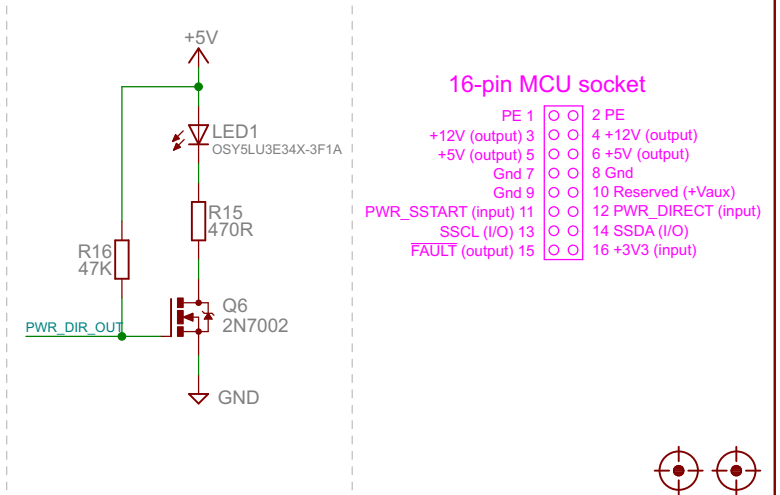 +5V
LED1
OSY5LU3E34X-3F1A
R15
470R
R16
47K
Q6
2N7002
PWR_DIR_OUT
GND
16-pin MCU socket
PE 1 2 PE
+12V (output) 3 4 +12V (output)
+5V (output) 5 6 +5V (output)
Gnd 7 8 Gnd
Gnd 9 10 Reserved (+Vaux)
PWR_SSTART (input) 11 12 PWR_DIRECT (input)
SSCL (I/O) 13 14 SSDA (I/O)
FAULT (output) 15 16 +3V3 (input)